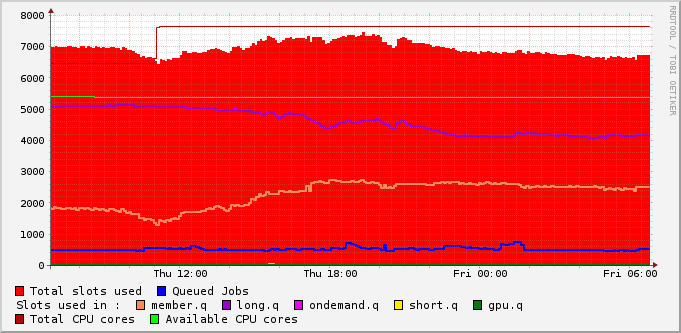 8000
7000
6000
5000
4000
3000
2000
1000
0
Thu 12:00 Thu 18:00 Fri 00:00 Fri 06:00
Total slots used Queued Jobs
Slots used in : member.q long.q ondemand.q short.q gpu.q
Total CPU cores Available CPU cores
RRDTOOL / TOBI OETIKER